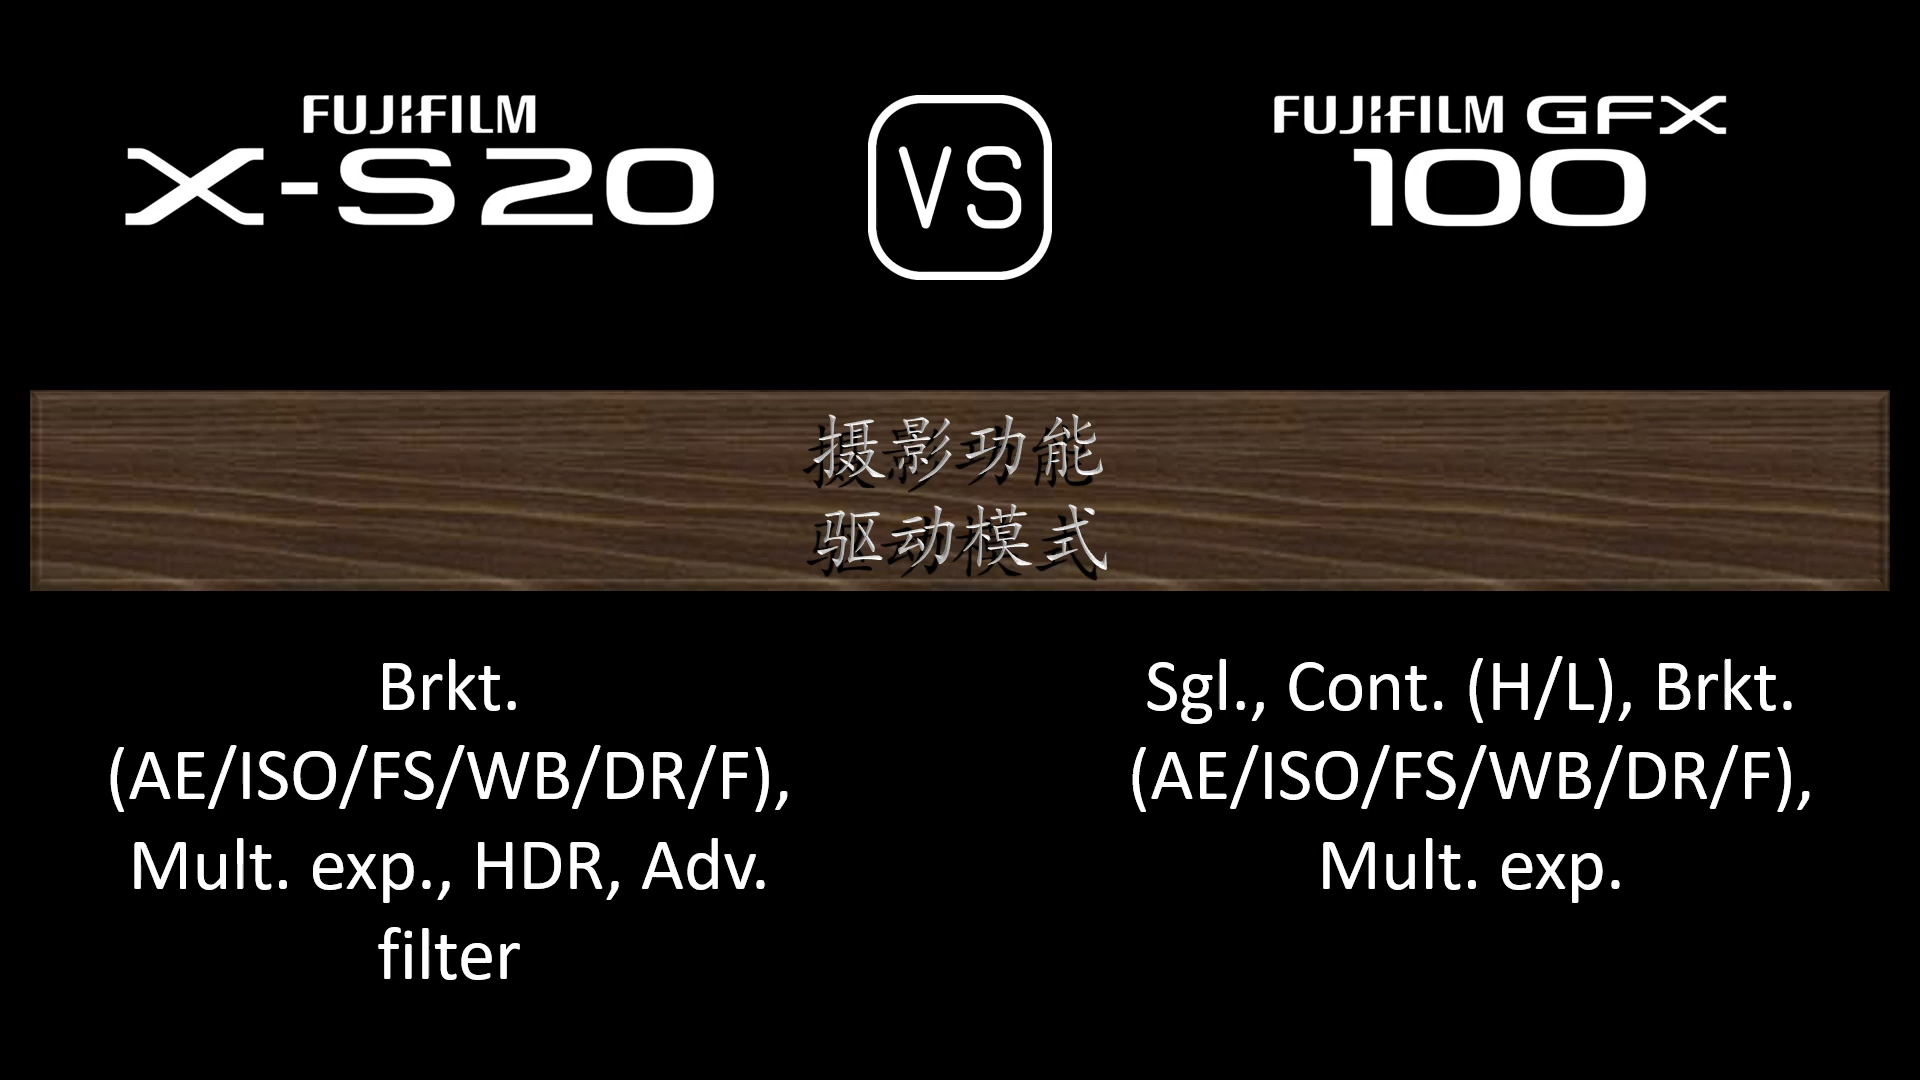 FUJIFILM
X-S20
VS
FUJIFILM GFX
100
摄影功能
驱动模式
Brkt.
(AE/ISO/FS/WB/DR/F),
Mult. exp., HDR, Adv.
filter
Sgl., Cont. (H/L), Brkt.
(AE/ISO/FS/WB/DR/F),
Mult. exp.